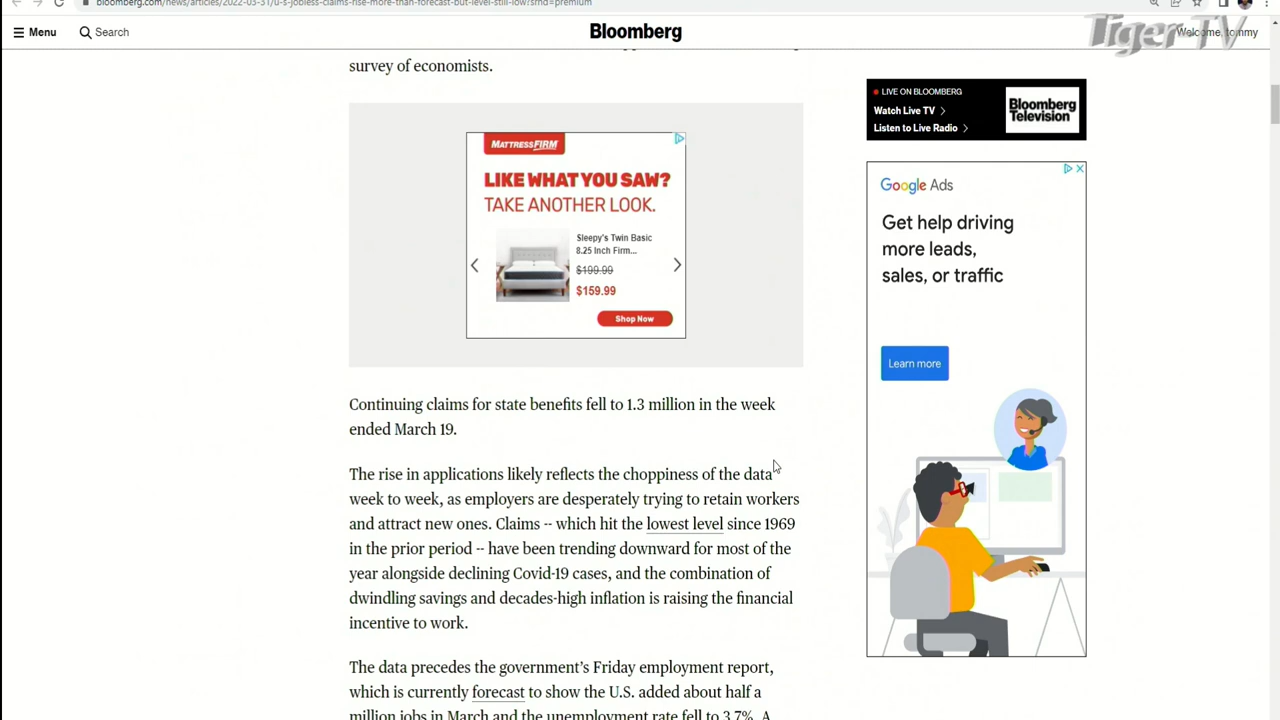 bloomberg.com/news/articles/2022-03-31/u-s-jobless-claims-rise-more-than-forecast-but-level-still-low?srnd=premium
Menu
Search
Bloomberg
Tiger TV
Welcome, tommy
survey of economists.
MATTRESSFIRM
LIKE WHAT YOU SAW?
TAKE ANOTHER LOOK.
Sleepy's Twin Basic
8.25 Inch Firm...
$199.99
$159.99
Shop Now
Continuing claims for state benefits fell to 1.3 million in the week
ended March 19.
The rise in applications likely reflects the choppiness of the data
week to week, as employers are desperately trying to retain workers
and attract new ones. Claims -- which hit the lowest level since 1969
in the prior period -- have been trending downward for most of the
year alongside declining Covid-19 cases, and the combination of
dwindling savings and decades-high inflation is raising the financial
incentive to work.
The data precedes the government's Friday employment report,
which is currently forecast to show the U.S. added about half a
million jobs in March and the unemployment rate fell to 3.7%. A
LIVE ON BLOOMBERG
Watch Live TV
Listen to Live Radio
Bloomberg
Television
Google Ads
Get help driving
more leads,
sales, or traffic
Learn more